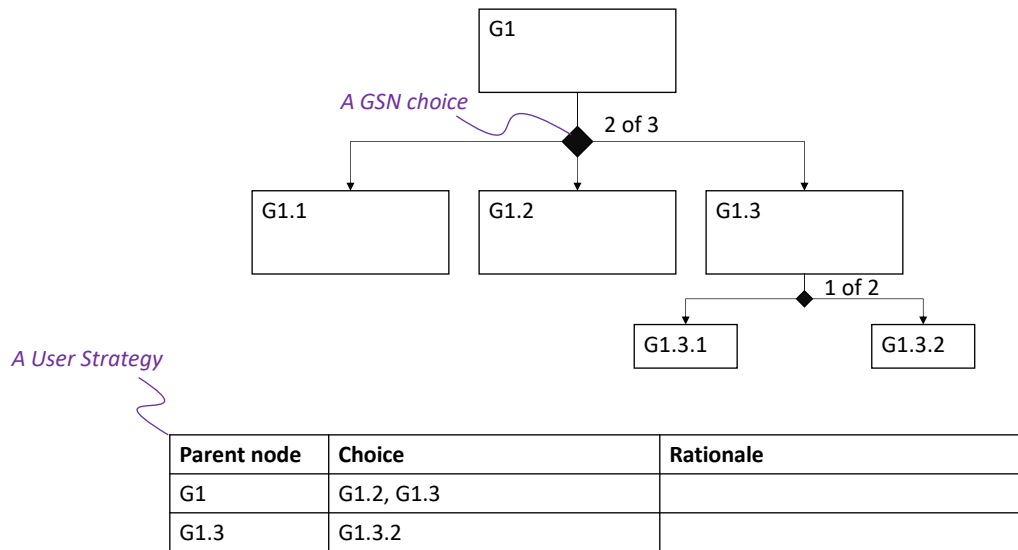 G1
A GSN choice
2 of 3
G1.1
G1.2
G1.3
1 of 2
G1.3.1
G1.3.2
A User Strategy
Parent node Choice Rationale
G1 G1.2, G1.3
G1.3 G1.3.2